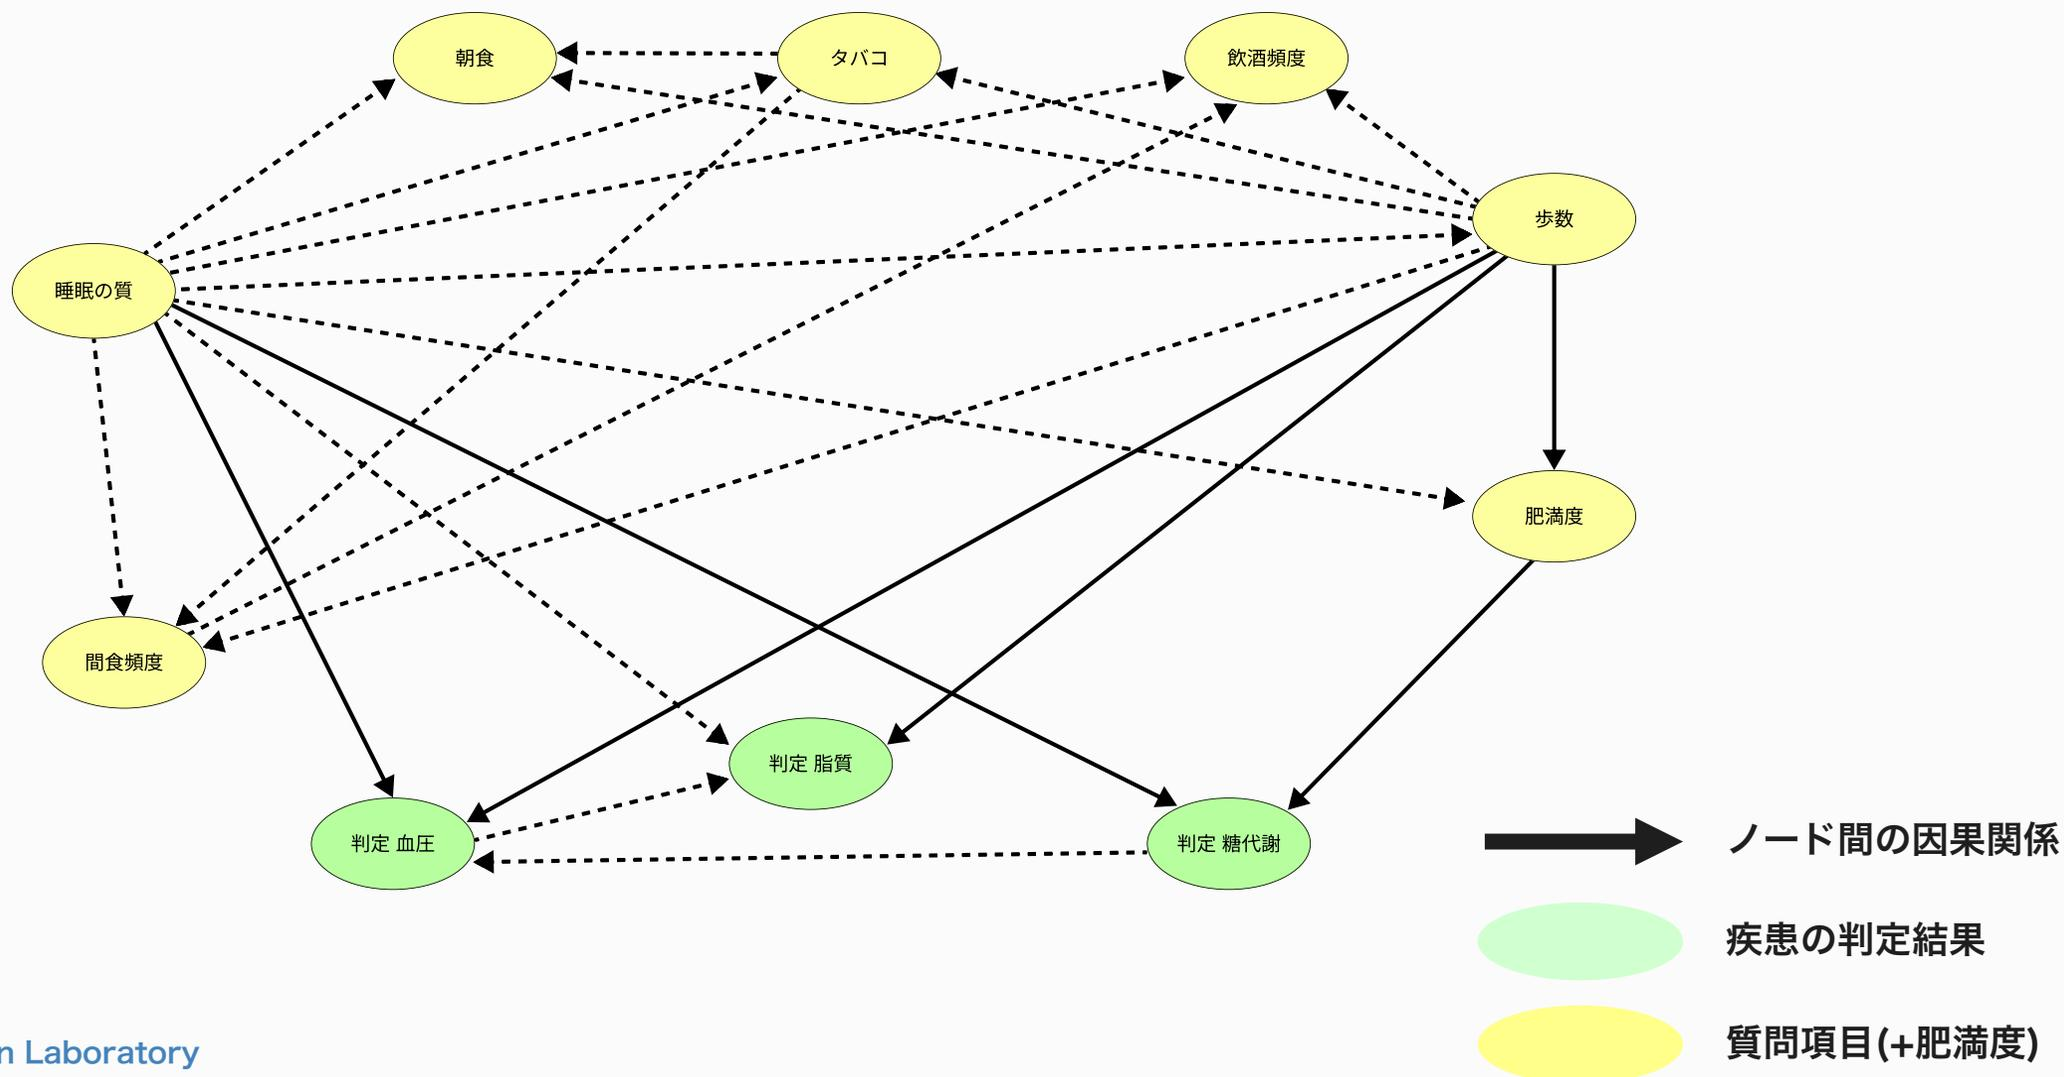 朝食
タバコ
飲酒頻度
歩数
睡眠の質
肥満度
間食頻度
判定 脂質
判定 血圧
判定 糖代謝
ノード間の因果関係
疾患の判定結果
質問項目(+肥満度)
n Laboratory